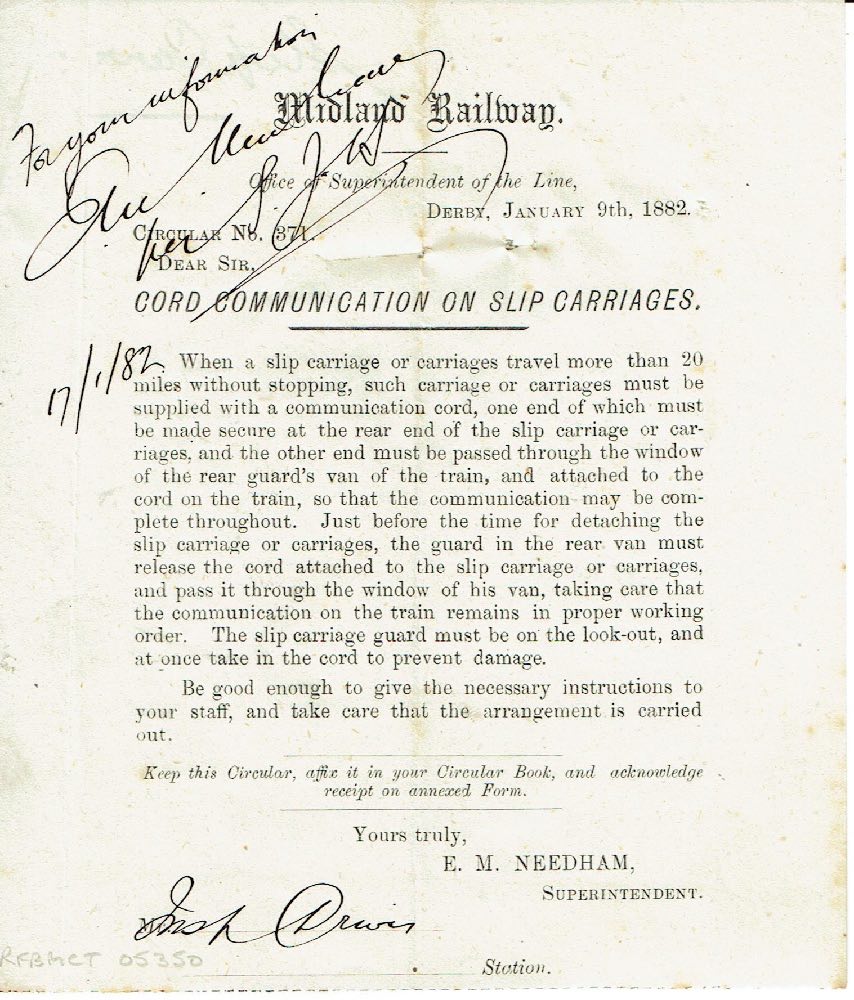 For your information
Midland Railway.
Office of Superintendent of the Line,
DERBY, JANUARY 9th, 1882.
per
CIRCULAR No. 371.
DEAR SIR,
CORD COMMUNICATION ON SLIP CARRIAGES.
17/1/82
When a slip carriage or carriages travel more than 20
miles without stopping, such carriage or carriages must be
supplied with a communication cord, one end of which must
be made secure at the rear end of the slip carriage or car-
riages, and the other end must be passed through the window
of the rear guard's van of the train, and attached to the
cord on the train, so that the communication may be com-
plete throughout. Just before the time for detaching the
slip carriage or carriages, the guard in the rear van must
release the cord attached to the slip carriage or carriages,
and pass it through the window of his van, taking care that
the communication on the train remains in proper working
order. The slip carriage guard must be on the look-out, and
at once take in the cord to prevent damage.
Be good enough to give the necessary instructions to
your staff, and take care that the arrangement is carried
out.
Keep this Circular, affix it in your Circular Book, and acknowledge
receipt on annexed Form.
Yours truly,
E. M. NEEDHAM,
SUPERINTENDENT.
RFBMCT 05350
Station.